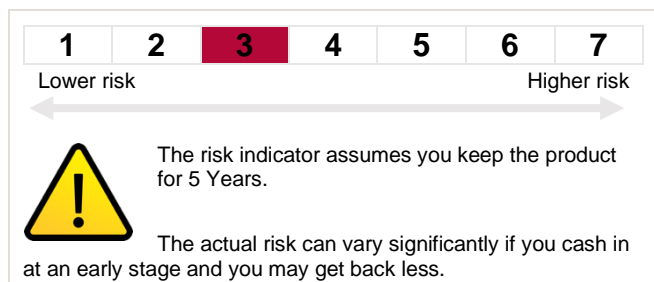 1 2 3 4 5 6 7
Lower risk Higher risk
The risk indicator assumes you keep the product
for 5 Years.
The actual risk can vary significantly if you cash in
at an early stage and you may get back less.